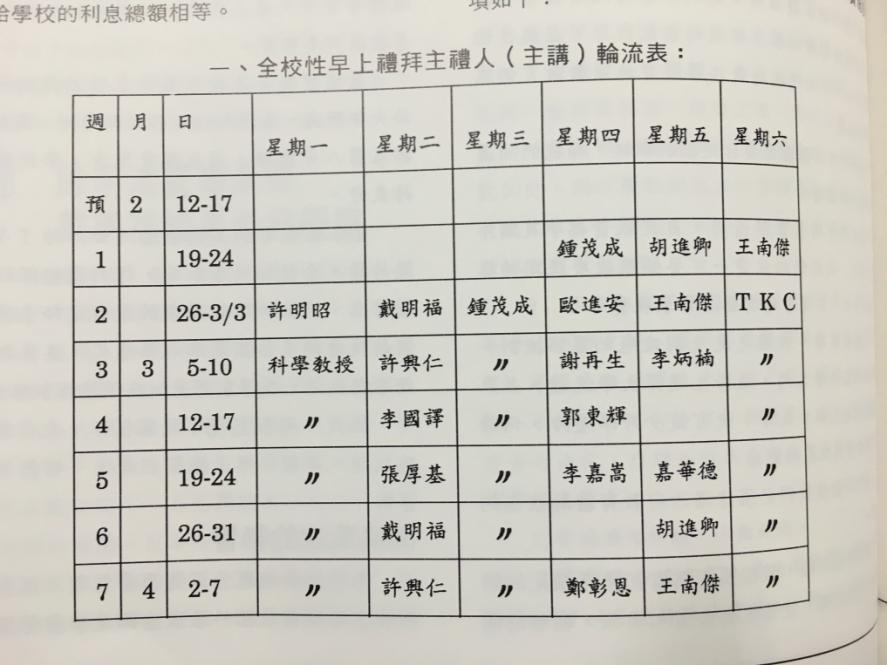 給學校的利息總額相等。
項如下：
一、全校性早上禮拜主禮人（主講）輪流表：
週 月 日 星期一 星期二 星期三 星期四 星期五 星期六
預 2 12-17
1 19-24 鍾茂成 胡進卿 王南傑
2 26-3/3 許明昭 戴明福 鍾茂成 歐進安 王南傑 T K C
3 3 5-10 科學教授 許興仁 〃 謝再生 李炳楠 〃
4 12-17 〃 李國譯 〃 郭東輝 〃
5 19-24 〃 張厚基 〃 李嘉嵩 嘉華德 〃
6 26-31 〃 戴明福 〃 胡進卿 〃
7 4 2-7 〃 許興仁 〃 鄭彰恩 王南傑 〃